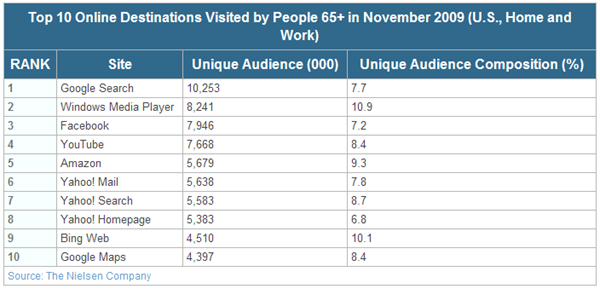 Top 10 Online Destinations Visited by People 65+ in November 2009 (U.S., Home and
Work)
RANK Site Unique Audience (000) Unique Audience Composition (%)
1 Google Search 10,253 7.7
2 Windows Media Player 8,241 10.9
3 Facebook 7,946 7.2
4 YouTube 7,668 8.4
5 Amazon 5,679 9.3
6 Yahoo! Mail 5,638 7.8
7 Yahoo! Search 5,583 8.7
8 Yahoo! Homepage 5,383 6.8
9 Bing Web 4,510 10.1
10 Google Maps 4,397 8.4
Source: The Nielsen Company